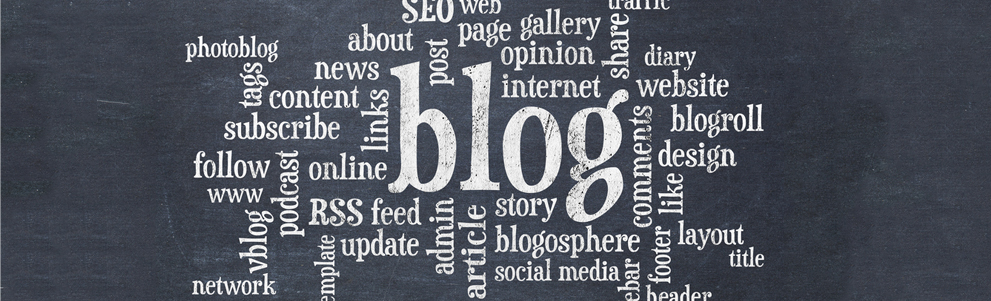 SEO web
about
post
page gallery
share
traffic
photoblog
news
opinion
diary
tags
content
links
blog
internet
website
subscribe
comments
blogroll
follow
podcast
online
design
www
like
vblog
RSS feed
admin
article
story
update
blogosphere
footer
layout
social media
title
network
header